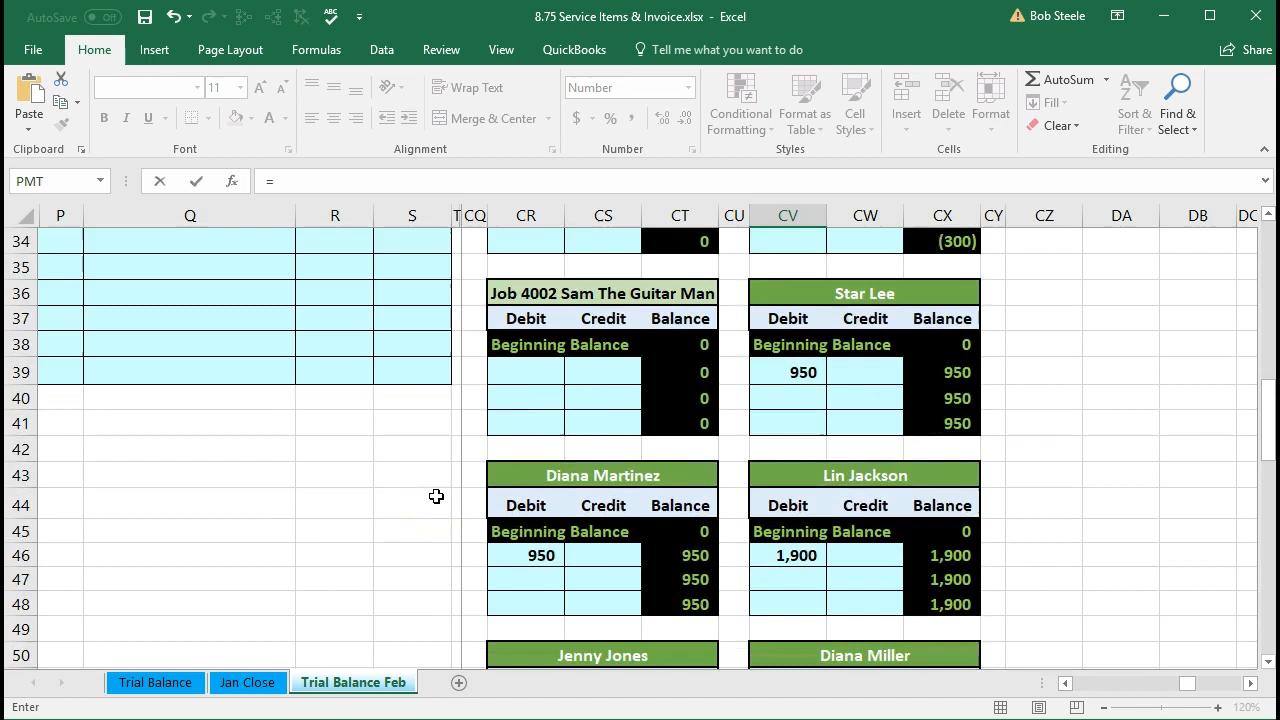 AutoSave Off 8.75 Service Items & Invoice.xlsx - Excel Bob Steele
File Home Insert Page Layout Formulas Data Review View QuickBooks Tell me what you want to do Share
11 Wrap Text Number AutoSum
Paste B I U Merge & Center $ % , Conditional Formatting Format as Table Cell Styles Insert Delete Format Fill Clear Sort & Filter Find & Select
Clipboard Font Alignment Number Styles Cells Editing
PMT =
P Q R S T CQ CR CS CT CU CV CW CX CY CZ DA DB DC
34 0 (300)
35
36 Job 4002 Sam The Guitar Man Star Lee
37 Debit Credit Balance Debit Credit Balance
38 Beginning Balance 0 Beginning Balance 0
39 0 950 950
40 0 950
41 0 950
42
43 Diana Martinez Lin Jackson
44 Debit Credit Balance Debit Credit Balance
45 Beginning Balance 0 Beginning Balance 0
46 950 950 1,900 1,900
47 950 1,900
48 950 1,900
49
50 Jenny Jones Diana Miller
Trial Balance Jan Close Trial Balance Feb
Enter 120%